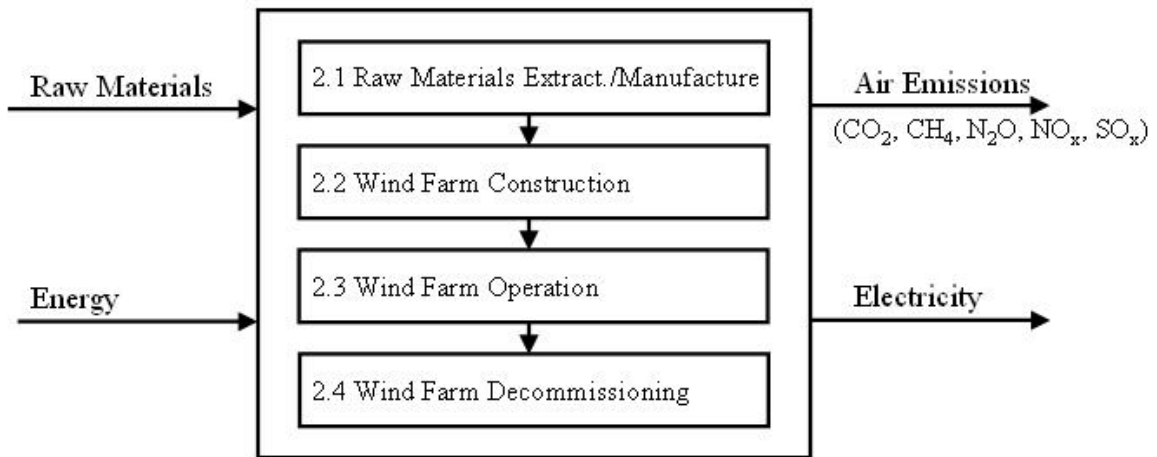 Raw Materials
Energy
2.1 Raw Materials Extract./Manufacture
2.2 Wind Farm Construction
2.3 Wind Farm Operation
2.4 Wind Farm Decommissioning
Air Emissions
(CO₂, CH₄, N₂O, NOₓ, SOₓ)
Electricity